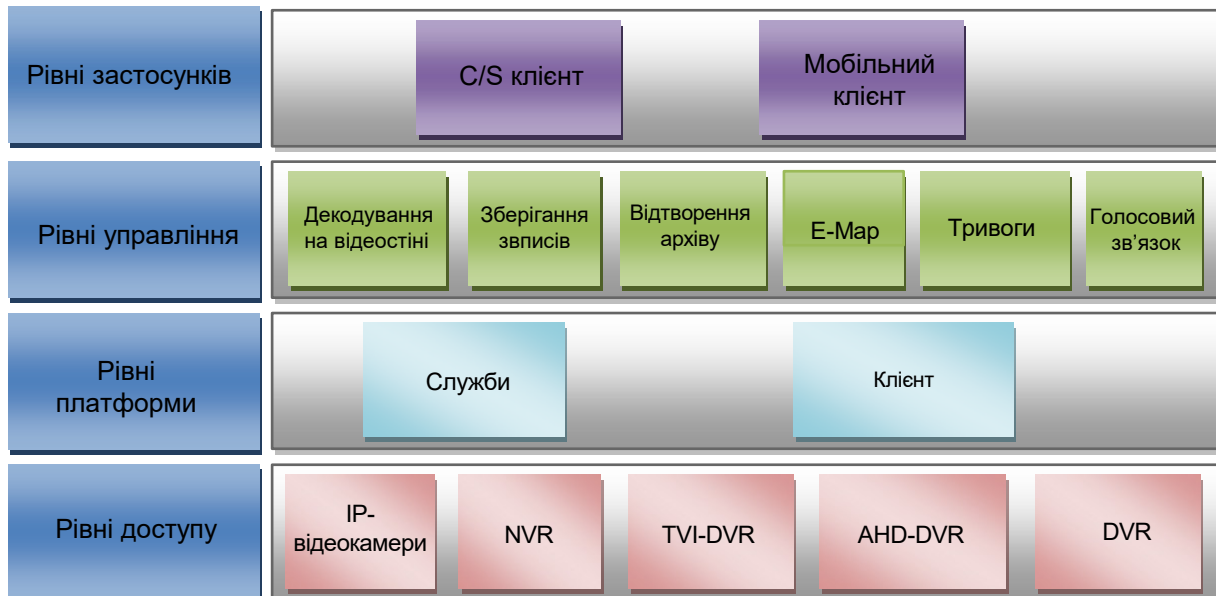 Рівні застосунків
C/S клієнт
Мобільний
клієнт
Рівні управління
Декодування
на відеостіні
Зберігання
звписів
Відтворення
архіву
E-Map
Тривоги
Голосовий
зв’язок
Рівні
платформи
Служби
Клієнт
Рівні доступу
IP-
відеокамери
NVR
TVI-DVR
AHD-DVR
DVR